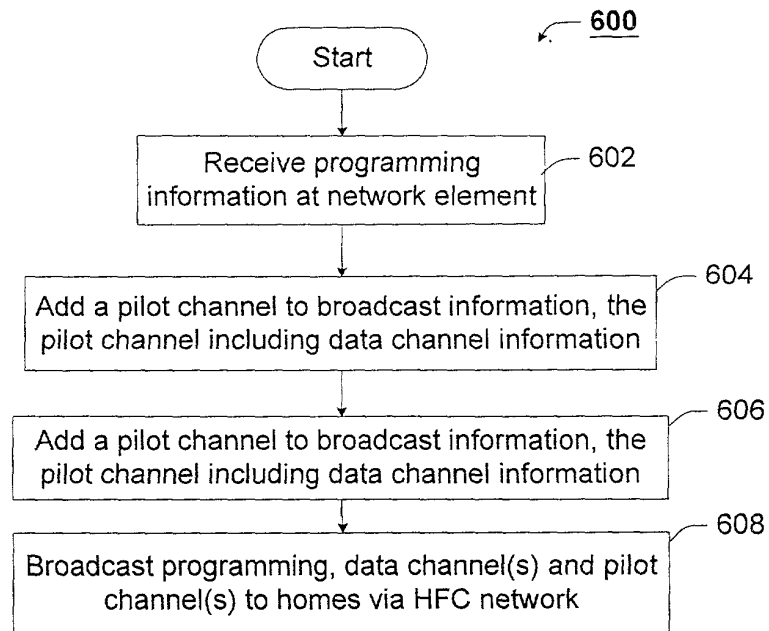 600
Start
Receive programming
information at network element
602
604
Add a pilot channel to broadcast information, the
pilot channel including data channel information
606
Add a pilot channel to broadcast information, the
pilot channel including data channel information
608
Broadcast programming, data channel(s) and pilot
channel(s) to homes via HFC network